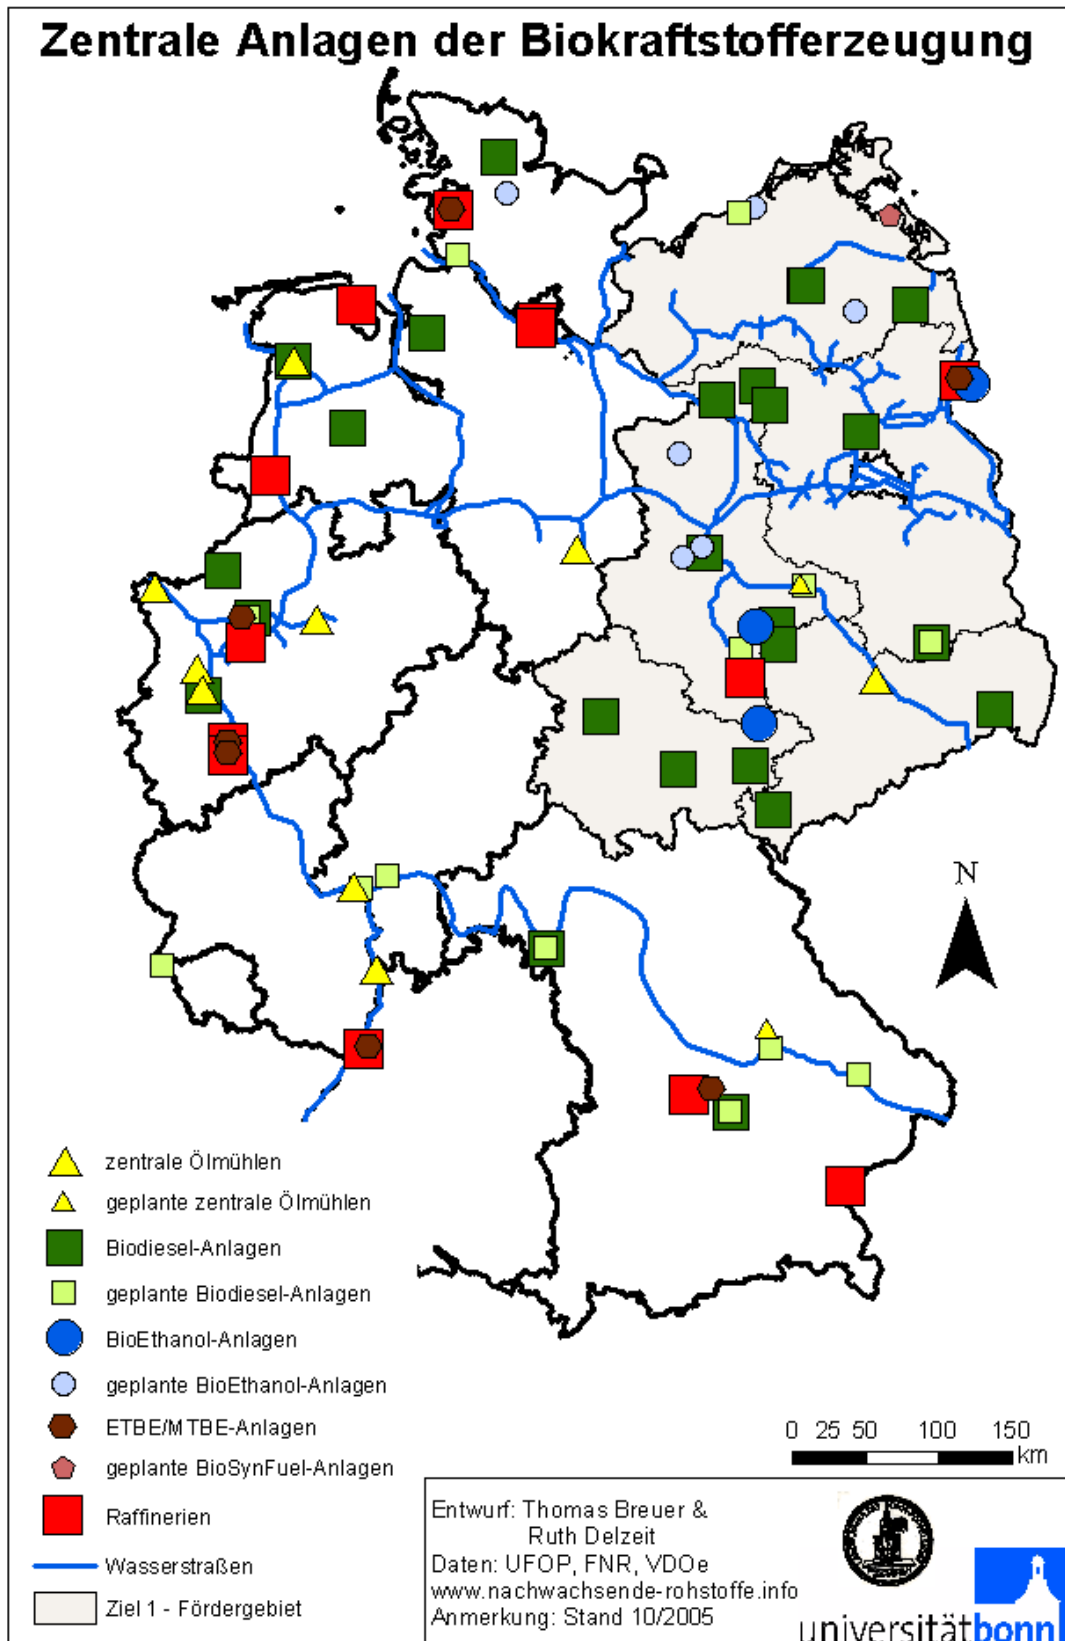 Zentrale Anlagen der Biokraftstofferzeugung
N
zentrale Ölmühlen
geplante zentrale Ölmühlen
Biodiesel-Anlagen
geplante Biodiesel-Anlagen
BioEthanol-Anlagen
geplante BioEthanol-Anlagen
ETBE/MTBE-Anlagen
geplante BioSynFuel-Anlagen
Raffinerien
Wasserstraßen
Ziel 1 - Fördergebiet
0 25 50 100 150
km
Entwurf: Thomas Breuer &
Ruth Delzeit
Daten: UFOP, FNR, VDOe
www.nachwachsende-rohstoffe.info
Anmerkung: Stand 10/2005
universitätbonn